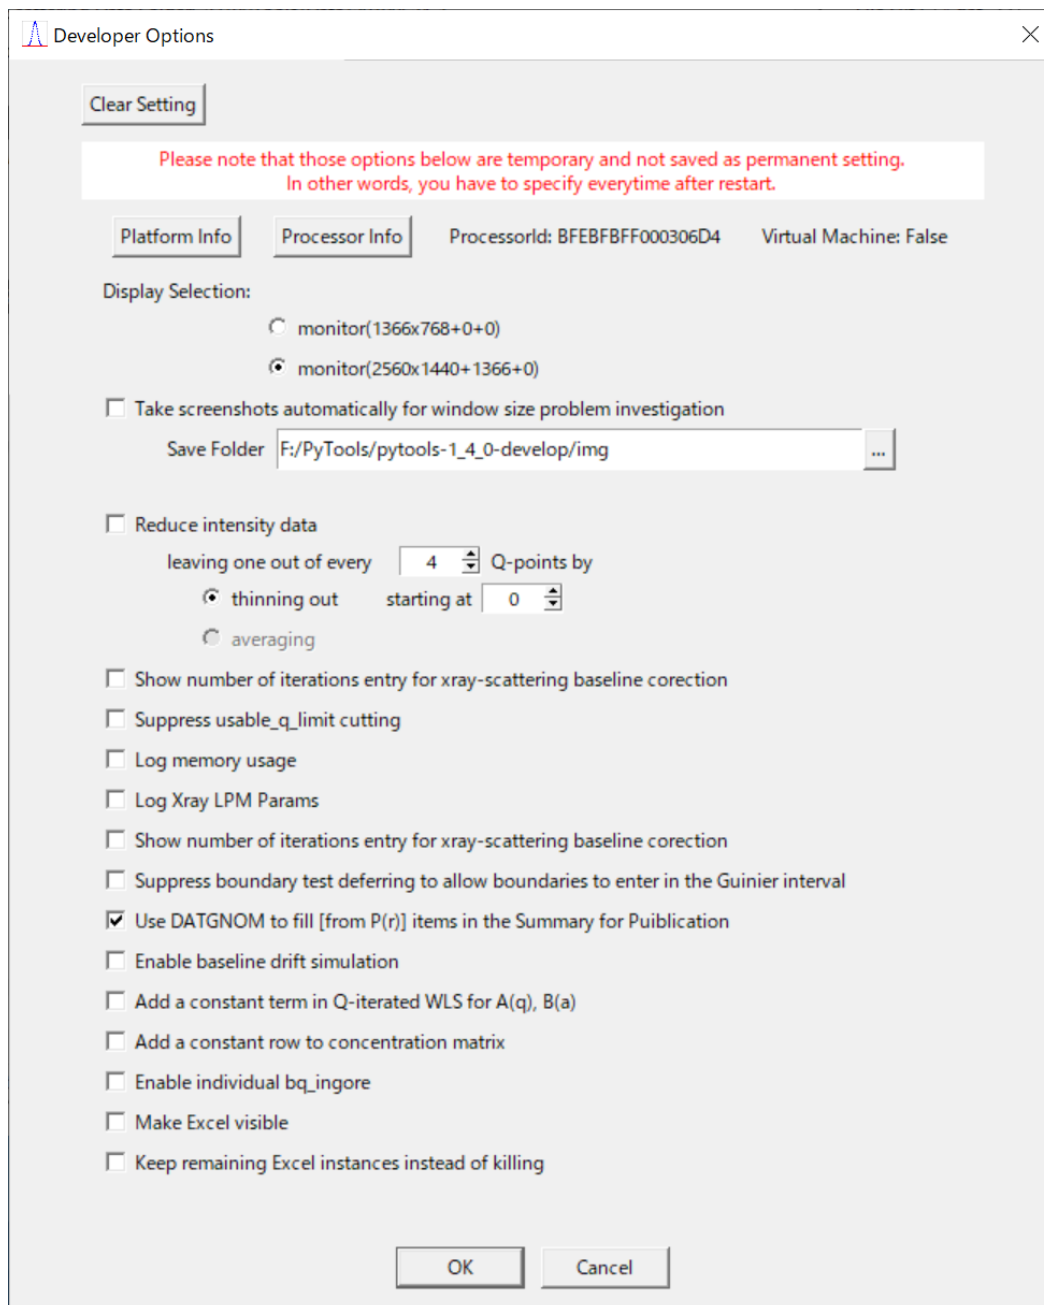 Developer Options
Clear Setting
Please note that those options below are temporary and not saved as permanent setting.
In other words, you have to specify everytime after restart.
Platform Info Processor Info ProcessorId: BFEBFBFF000306D4 Virtual Machine: False
Display Selection:
monitor(1366x768+0+0)
monitor(2560x1440+1366+0)
Take screenshots automatically for window size problem investigation
Save Folder F:/PyTools/pytools-1_4_0-develop/img ...
Reduce intensity data
leaving one out of every 4 Q-points by
thinning out starting at 0
averaging
Show number of iterations entry for xray-scattering baseline corection
Suppress usable_q_limit cutting
Log memory usage
Log Xray LPM Params
Show number of iterations entry for xray-scattering baseline corection
Suppress boundary test deferring to allow boundaries to enter in the Guinier interval
Use DATGNOM to fill [from P(r)] items in the Summary for Puiblication
Enable baseline drift simulation
Add a constant term in Q-iterated WLS for A(q), B(a)
Add a constant row to concentration matrix
Enable individual bq_ingore
Make Excel visible
Keep remaining Excel instances instead of killing
OK Cancel